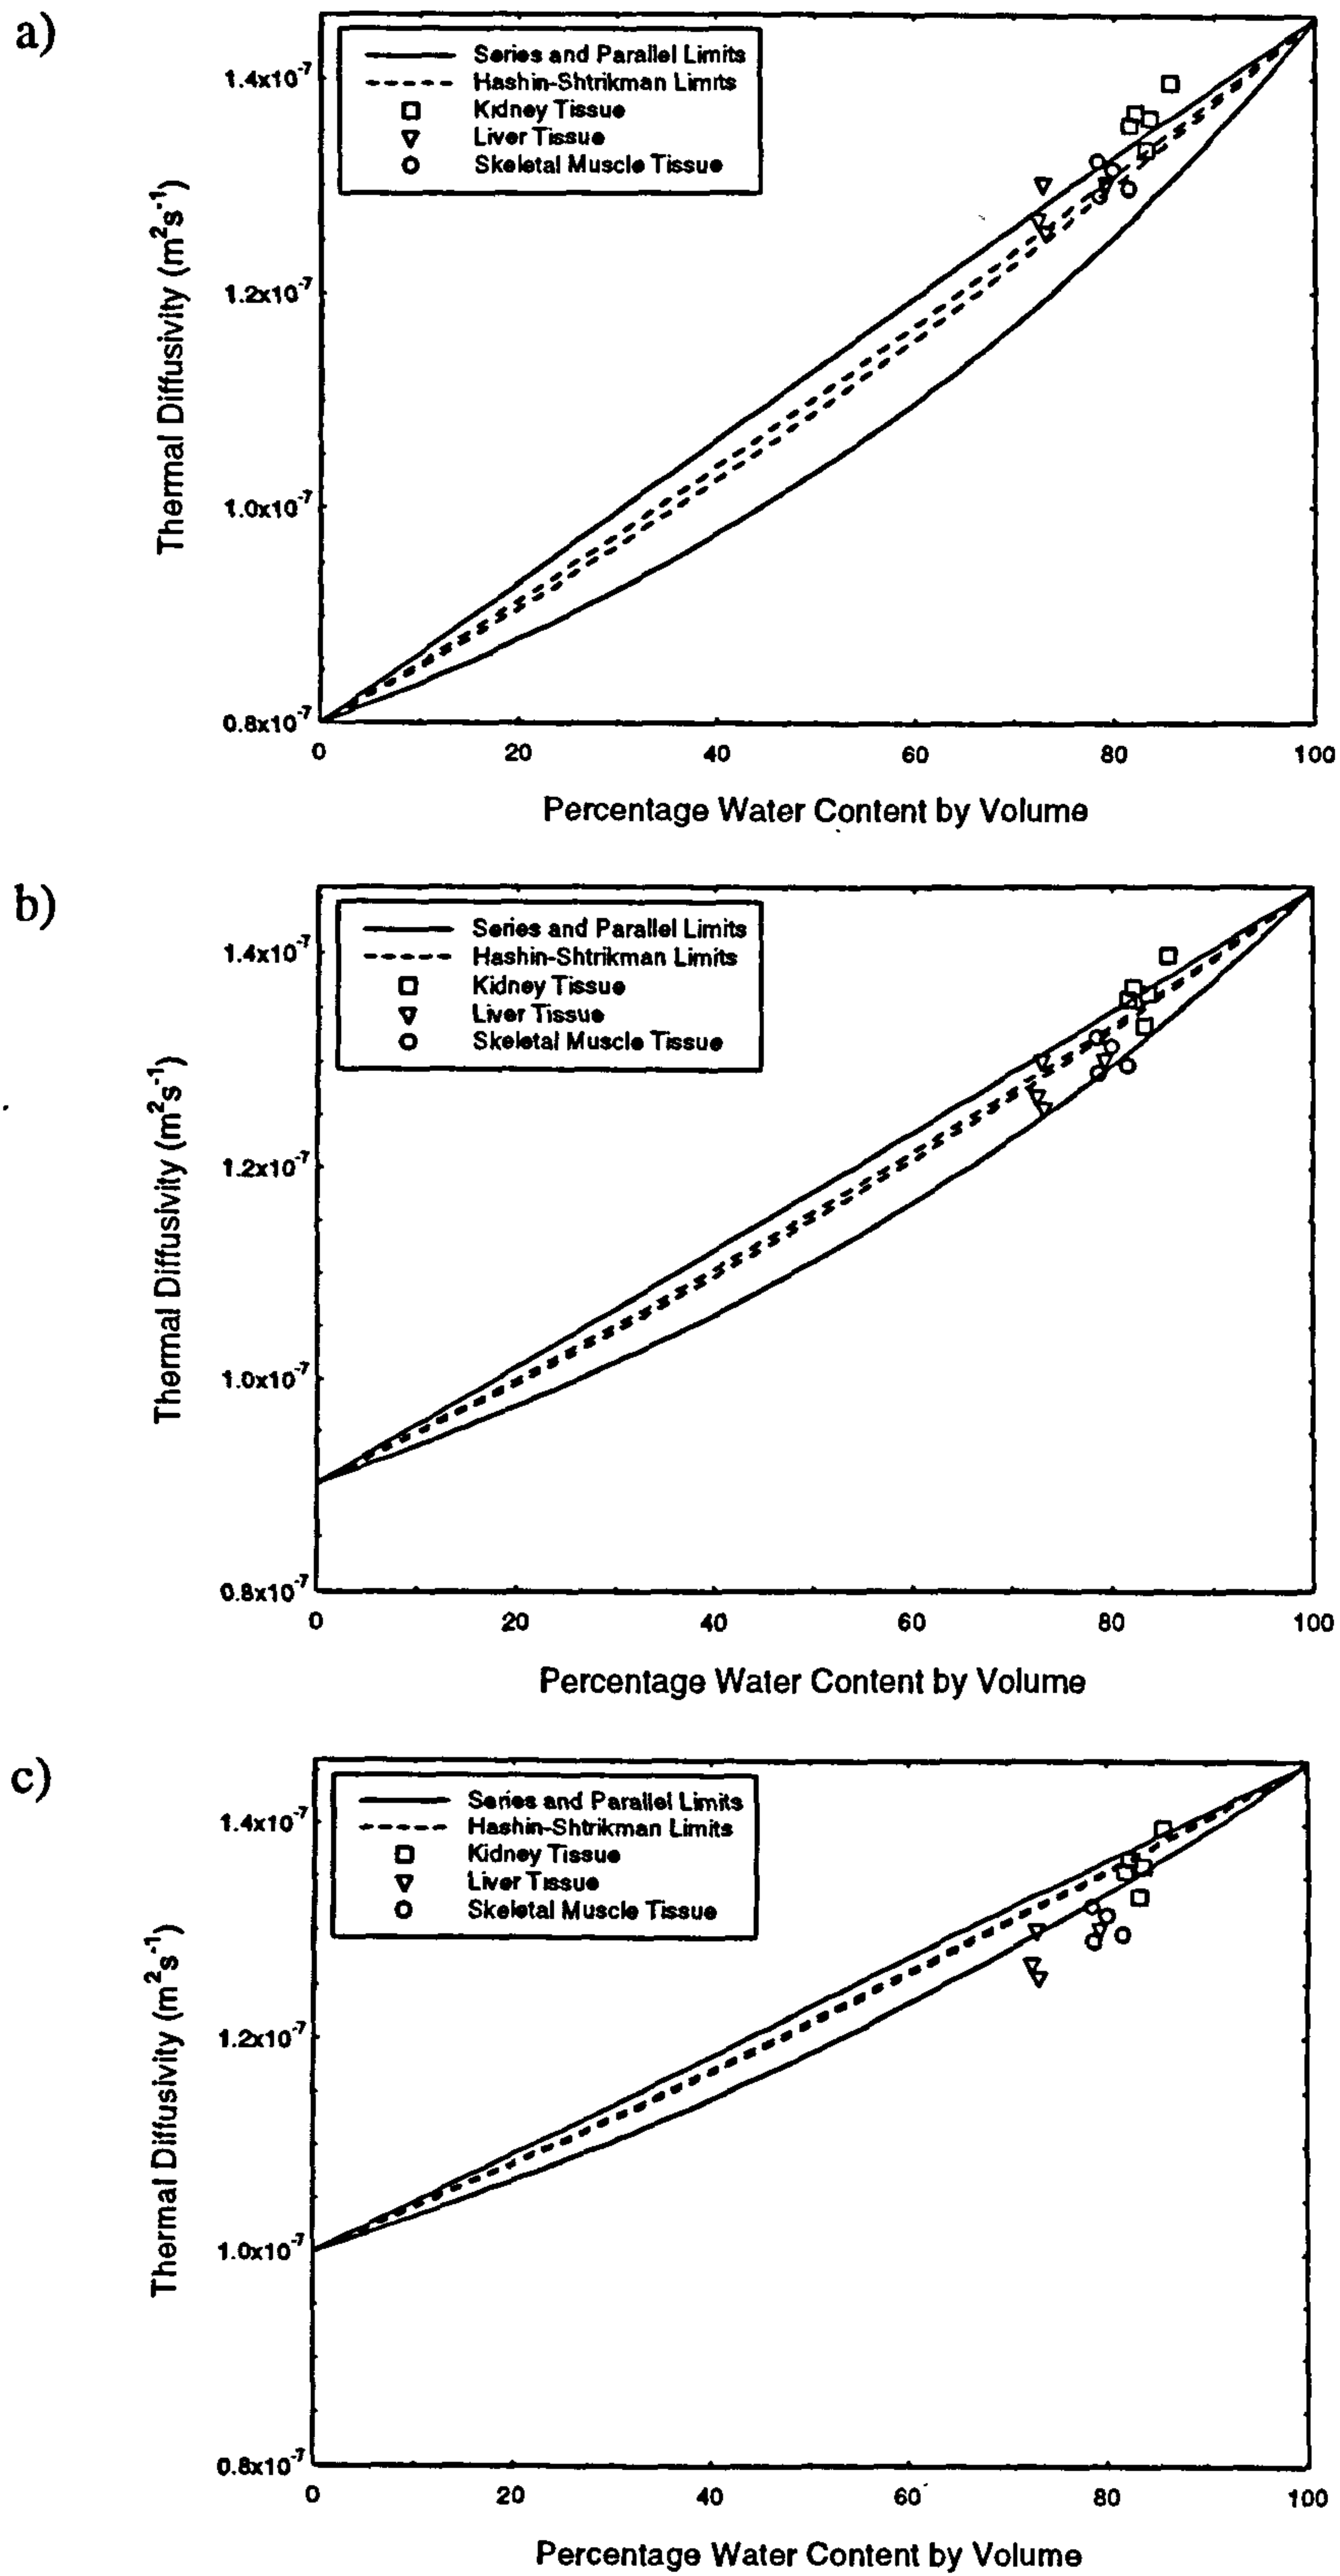 a)
Series and Parallel Limits
Hashin-Shtrikman Limits
Kidney Tissue
Liver Tissue
Skeletal Muscle Tissue
1.4x10⁻⁷
1.2x10⁻⁷
1.0x10⁻⁷
0.8x10⁻⁷
Thermal Diffusivity (m²s⁻¹)
0 20 40 60 80 100
Percentage Water Content by Volume
b)
Series and Parallel Limits
Hashin-Shtrikman Limits
Kidney Tissue
Liver Tissue
Skeletal Muscle Tissue
1.4x10⁻⁷
1.2x10⁻⁷
1.0x10⁻⁷
0.8x10⁻⁷
Thermal Diffusivity (m²s⁻¹)
0 20 40 60 80 100
Percentage Water Content by Volume
c)
Series and Parallel Limits
Hashin-Shtrikman Limits
Kidney Tissue
Liver Tissue
Skeletal Muscle Tissue
1.4x10⁻⁷
1.2x10⁻⁷
1.0x10⁻⁷
0.8x10⁻⁷
Thermal Diffusivity (m²s⁻¹)
0 20 40 60 80 100
Percentage Water Content by Volume